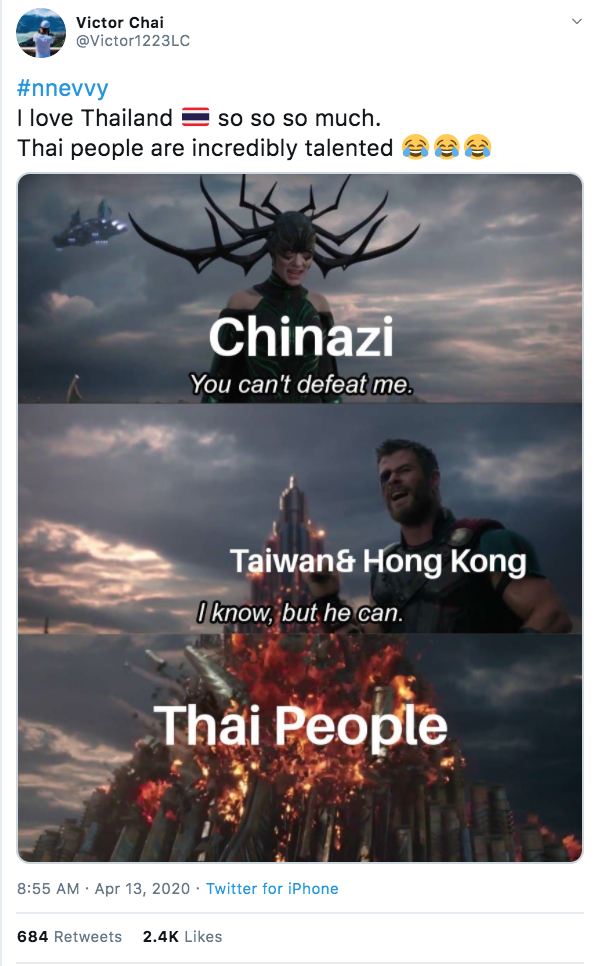 Victor Chai
@Victor1223LC
#nnevvy
I love Thailand 🇹🇭 so so so much.
Thai people are incredibly talented 😂😂😂
Chinazi
You can't defeat me.
Taiwan& Hong Kong
I know, but he can.
Thai People
8:55 AM · Apr 13, 2020 · Twitter for iPhone
684 Retweets 2.4K Likes